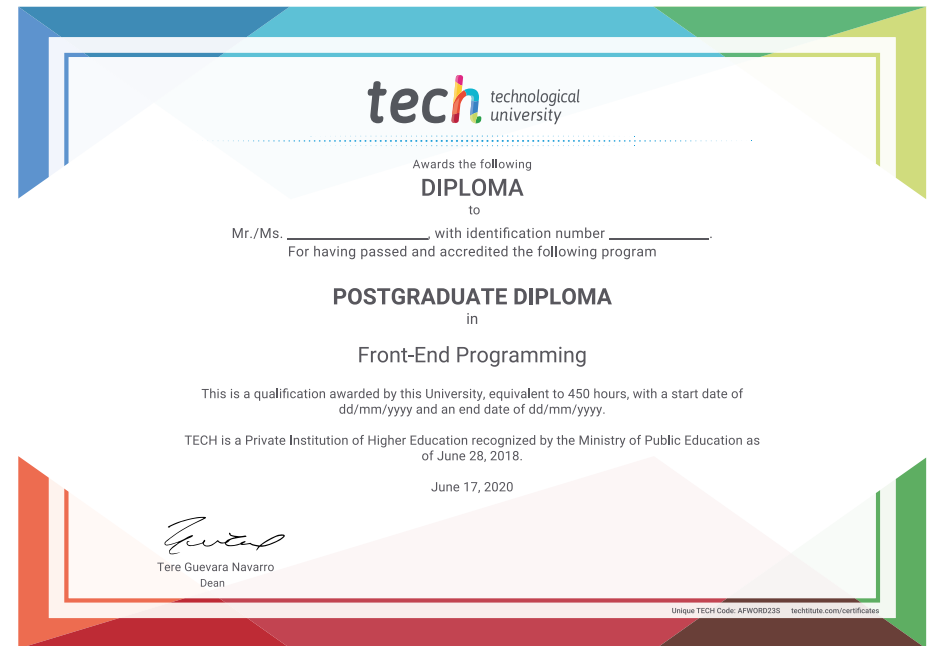 tech technological
university
Awards the following
DIPLOMA
to
Mr./Ms. ____________________, with identification number ______________.
For having passed and accredited the following program
POSTGRADUATE DIPLOMA
in
Front-End Programming
This is a qualification awarded by this University, equivalent to 450 hours, with a start date of
dd/mm/yyyy and an end date of dd/mm/yyyy.
TECH is a Private Institution of Higher Education recognized by the Ministry of Public Education as
of June 28, 2018.
June 17, 2020
Tere Guevara Navarro
Dean
Unique TECH Code: AFWORD23S techtitute.com/certificates